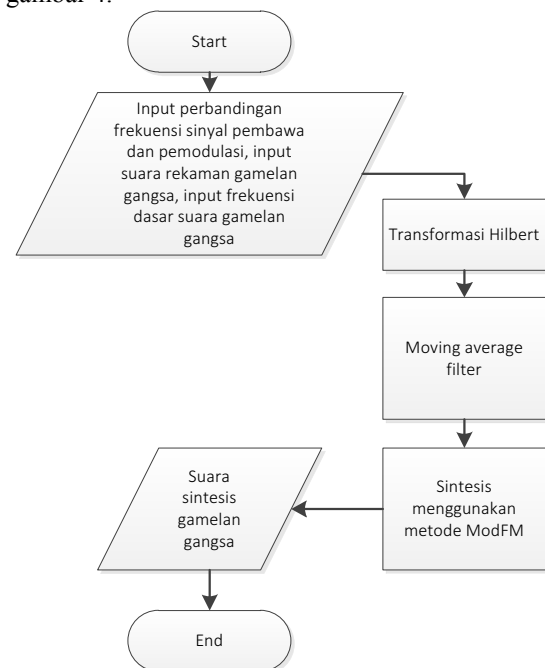 gambar 4.
Start
Input perbandingan
frekuensi sinyal pembawa
dan pemodulasi, input
suara rekaman gamelan
gangsa, input frekuensi
dasar suara gamelan
gangsa
Transformasi Hilbert
Moving average
filter
Sintesis
menggunakan
metode ModFM
Suara
sintesis
gamelan
gangsa
End